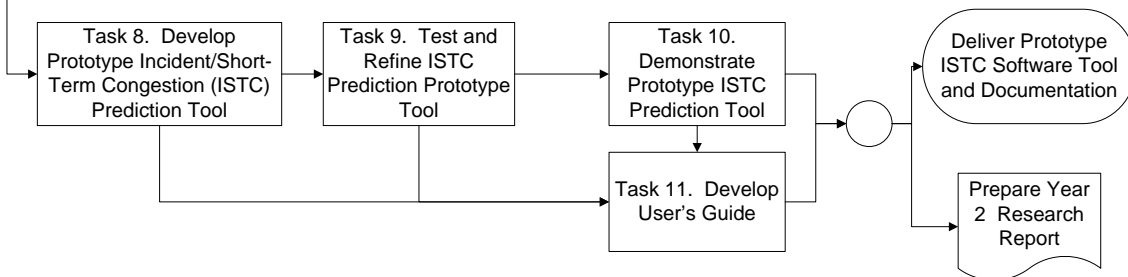 Task 8.  Develop
Prototype Incident/Short-
Term Congestion (ISTC)
Prediction Tool
Task 9.  Test and
Refine ISTC
Prediction Prototype
Tool
Task 10.
Demonstrate
Prototype ISTC
Prediction Tool
Deliver Prototype
ISTC Software Tool
and Documentation
Task 11.  Develop
User's Guide
Prepare Year
2  Research
Report